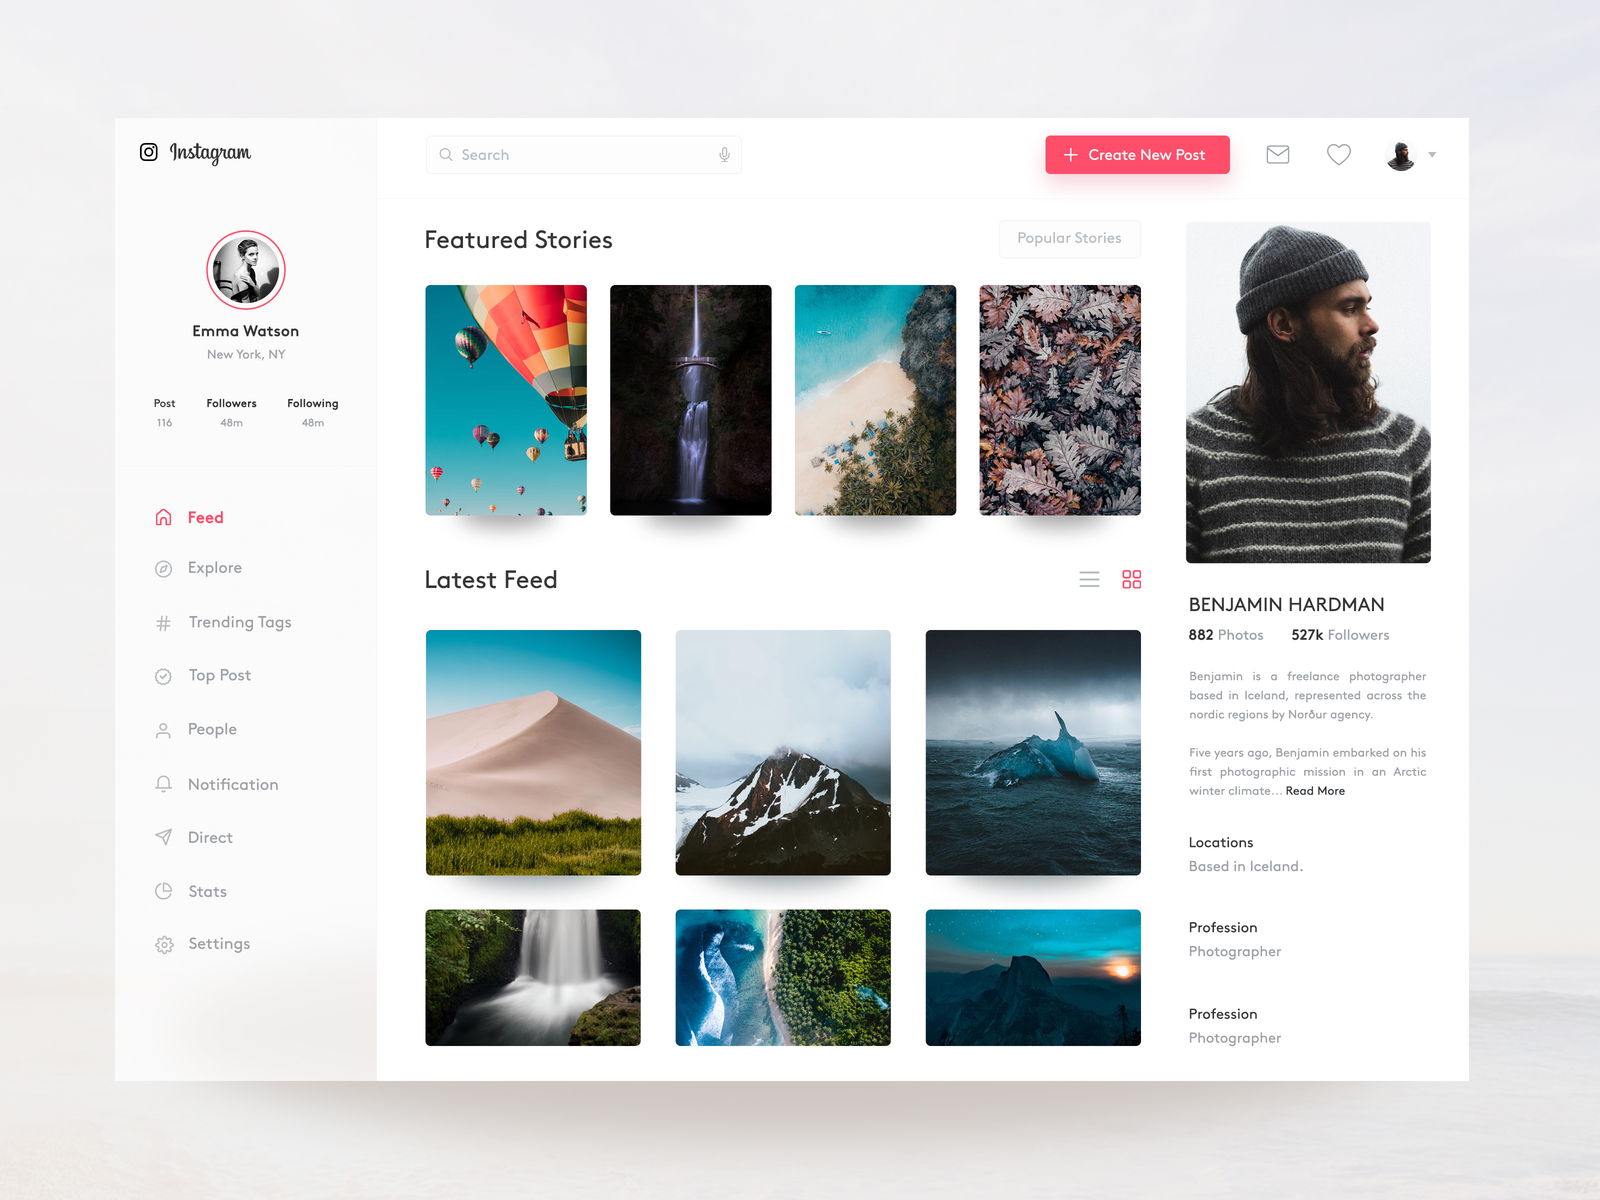 Instagram
Search
Create New Post
Emma Watson
New York, NY
Post Followers Following
116 48m 48m
Feed
Explore
Trending Tags
Top Post
People
Notification
Direct
Stats
Settings
Featured Stories
Popular Stories
Latest Feed
BENJAMIN HARDMAN
882 Photos 527k Followers
Benjamin is a freelance photographer
based in Iceland, represented across the
nordic regions by Norður agency.
Five years ago, Benjamin embarked on his
first photographic mission in an Arctic
winter climate... Read More
Locations
Based in Iceland.
Profession
Photographer
Profession
Photographer